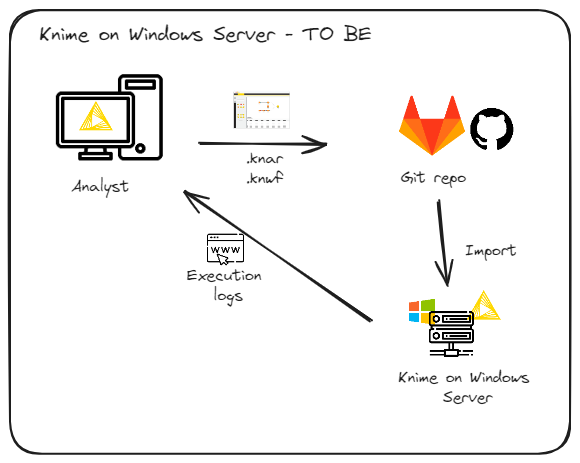 Knime on Windows Server - TO BE
.knar
.knwf
Analyst
Git repo
Import
WWW
Execution
logs
Knime on Windows
Server